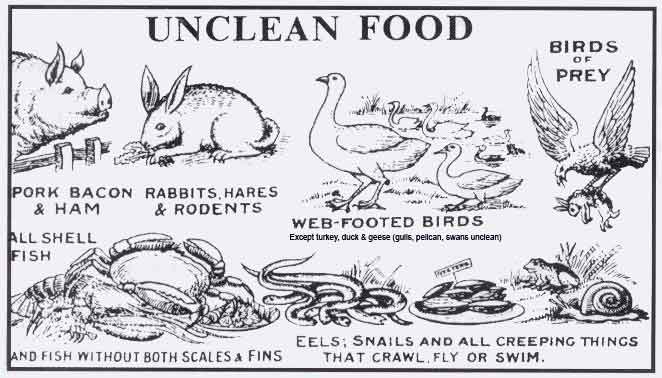 UNCLEAN FOOD
BIRDS
OF
PREY
PORK BACON
& HAM
RABBITS, HARES
& RODENTS
WEB-FOOTED BIRDS
Except turkey, duck & geese (gulls, pelican, swans unclean)
ALL SHELL
FISH
AND FISH WITHOUT BOTH SCALES & FINS
EELS; SNAILS AND ALL CREEPING THINGS
THAT CRAWL, FLY OR SWIM.